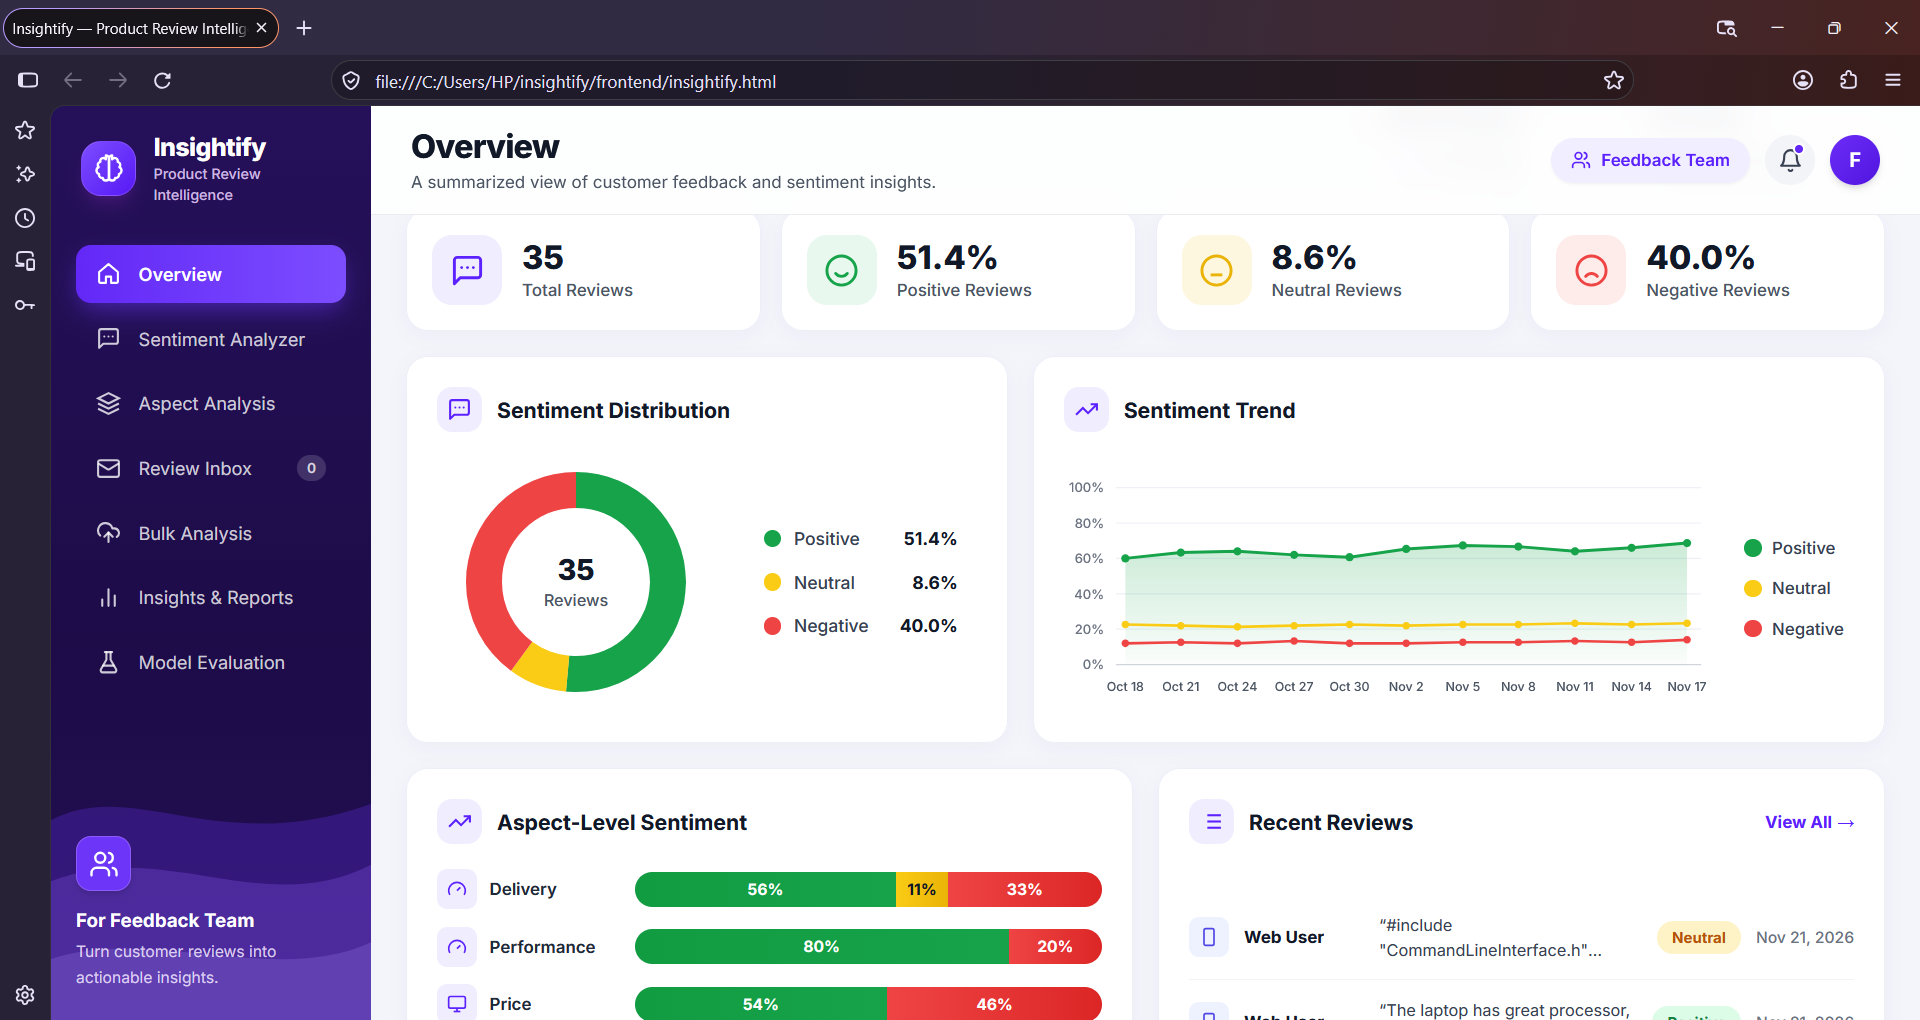 Insightify — Product Review Intellig
file:///C:/Users/HP/insightify/frontend/insightify.html
Insightify
Product Review
Intelligence
Overview
Sentiment Analyzer
Aspect Analysis
Review Inbox 0
Bulk Analysis
Insights & Reports
Model Evaluation
For Feedback Team
Turn customer reviews into
actionable insights.
Overview
A summarized view of customer feedback and sentiment insights.
Feedback Team
F
35
Total Reviews
51.4%
Positive Reviews
8.6%
Neutral Reviews
40.0%
Negative Reviews
Sentiment Distribution
35
Reviews
Positive 51.4%
Neutral 8.6%
Negative 40.0%
Sentiment Trend
100%
80%
60%
40%
20%
0%
Oct 18 Oct 21 Oct 24 Oct 27 Oct 30 Nov 2 Nov 5 Nov 8 Nov 11 Nov 14 Nov 17
Positive
Neutral
Negative
Aspect-Level Sentiment
Delivery 56% 11% 33%
Performance 80% 20%
Price 54% 46%
Recent Reviews
View All →
Web User
“#include
"CommandLineInterface.h"...
Neutral
Nov 21, 2026
“The laptop has great processor,